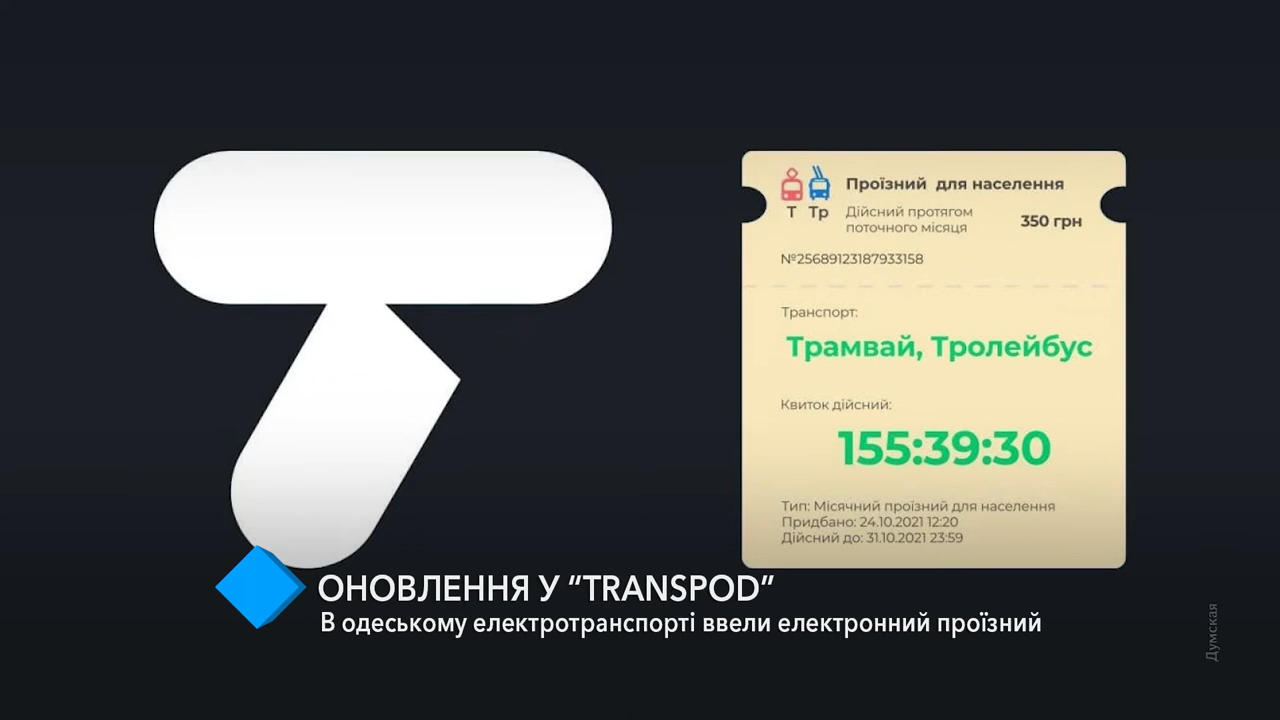 Т Тр
Проїзний для населення
Дійсний протягом
поточного місяця
350 грн
№25689123187933158
Транспорт:
Трамвай, Тролейбус
Квиток дійсний:
155:39:30
Тип: Місячний проїзний для населення
Придбано: 24.10.2021 12:20
Дійсний до: 31.10.2021 23:59
ОНОВЛЕННЯ У “TRANSPOD”
В одеському електротранспорті ввели електронний проїзний
Думская